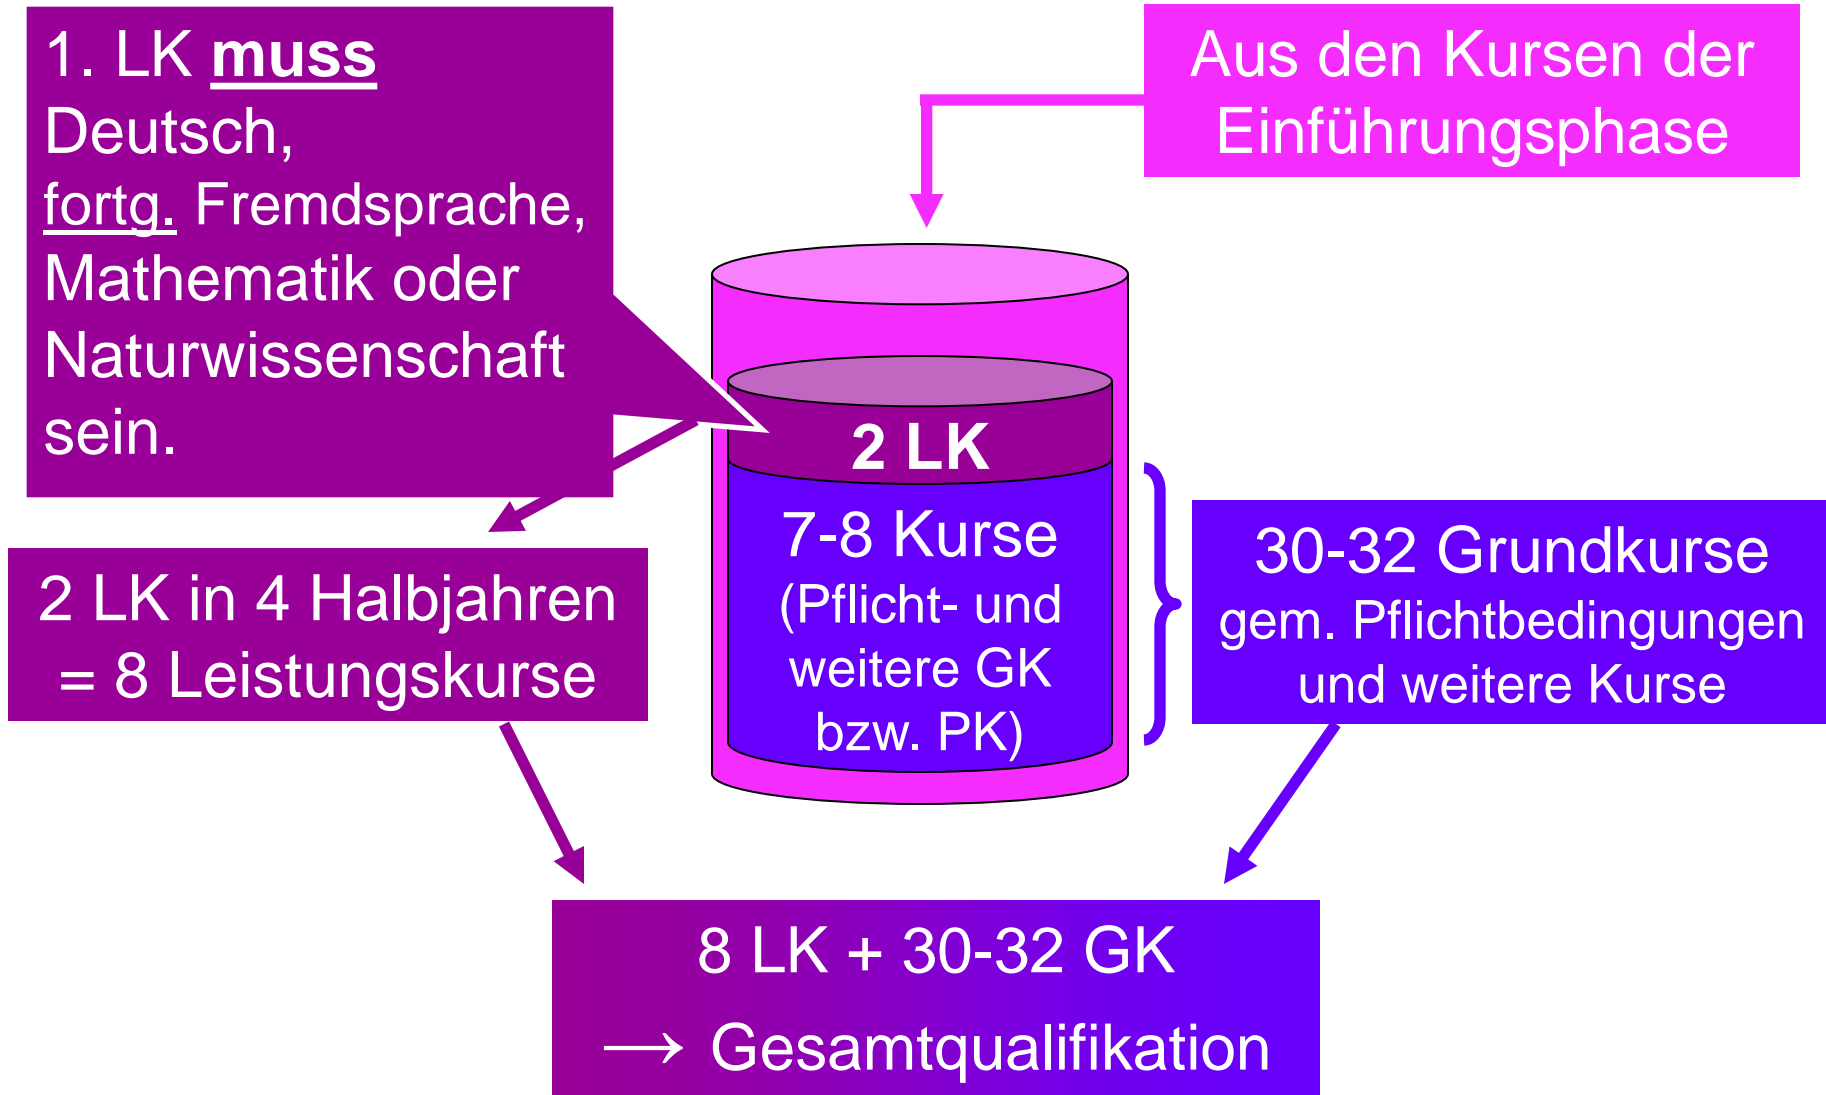 1. LK muss
Deutsch,
fortg. Fremdsprache,
Mathematik oder
Naturwissenschaft
sein.
Aus den Kursen der
Einführungsphase
2 LK
7-8 Kurse
(Pflicht- und
weitere GK
bzw. PK)
2 LK in 4 Halbjahren
= 8 Leistungskurse
30-32 Grundkurse
gem. Pflichtbedingungen
und weitere Kurse
8 LK + 30-32 GK
→ Gesamtqualifikation